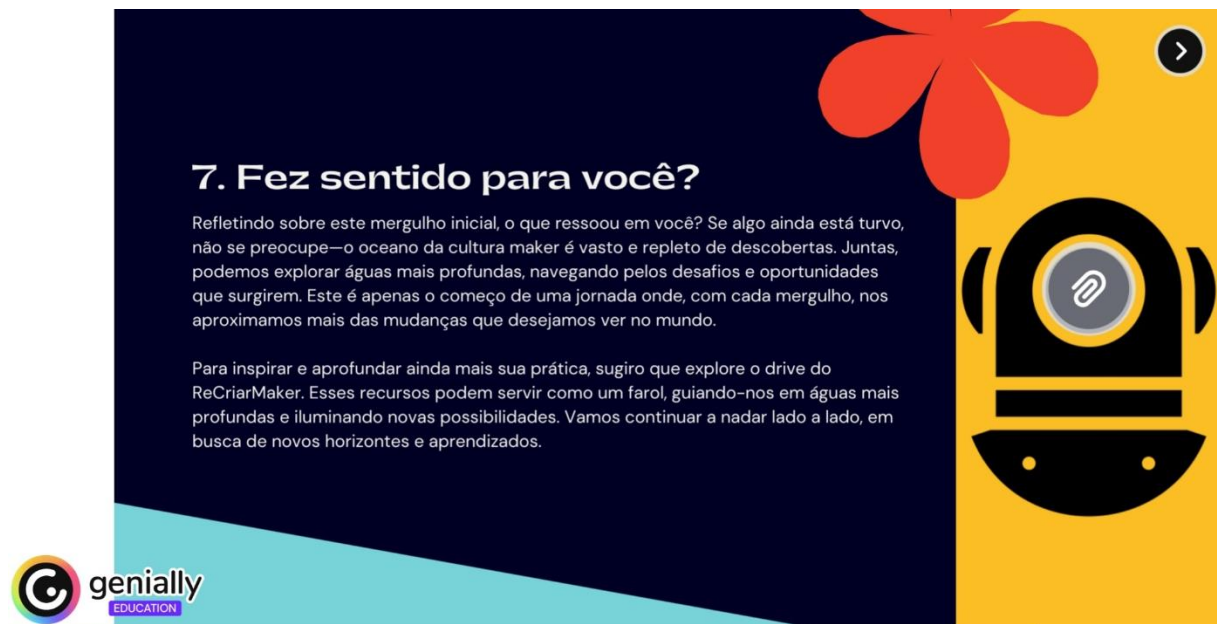 7. Fez sentido para você?
Refletindo sobre este mergulho inicial, o que ressoou em você? Se algo ainda está turvo,
não se preocupe—o oceano da cultura maker é vasto e repleto de descobertas. Juntas,
podemos explorar águas mais profundas, navegando pelos desafios e oportunidades
que surgirem. Este é apenas o começo de uma jornada onde, com cada mergulho, nos
aproximamos mais das mudanças que desejamos ver no mundo.
Para inspirar e aprofundar ainda mais sua prática, sugiro que explore o drive do
ReCriarMaker. Esses recursos podem servir como um farol, guiando-nos em águas mais
profundas e iluminando novas possibilidades. Vamos continuar a nadar lado a lado, em
busca de novos horizontes e aprendizados.
genially
EDUCATION